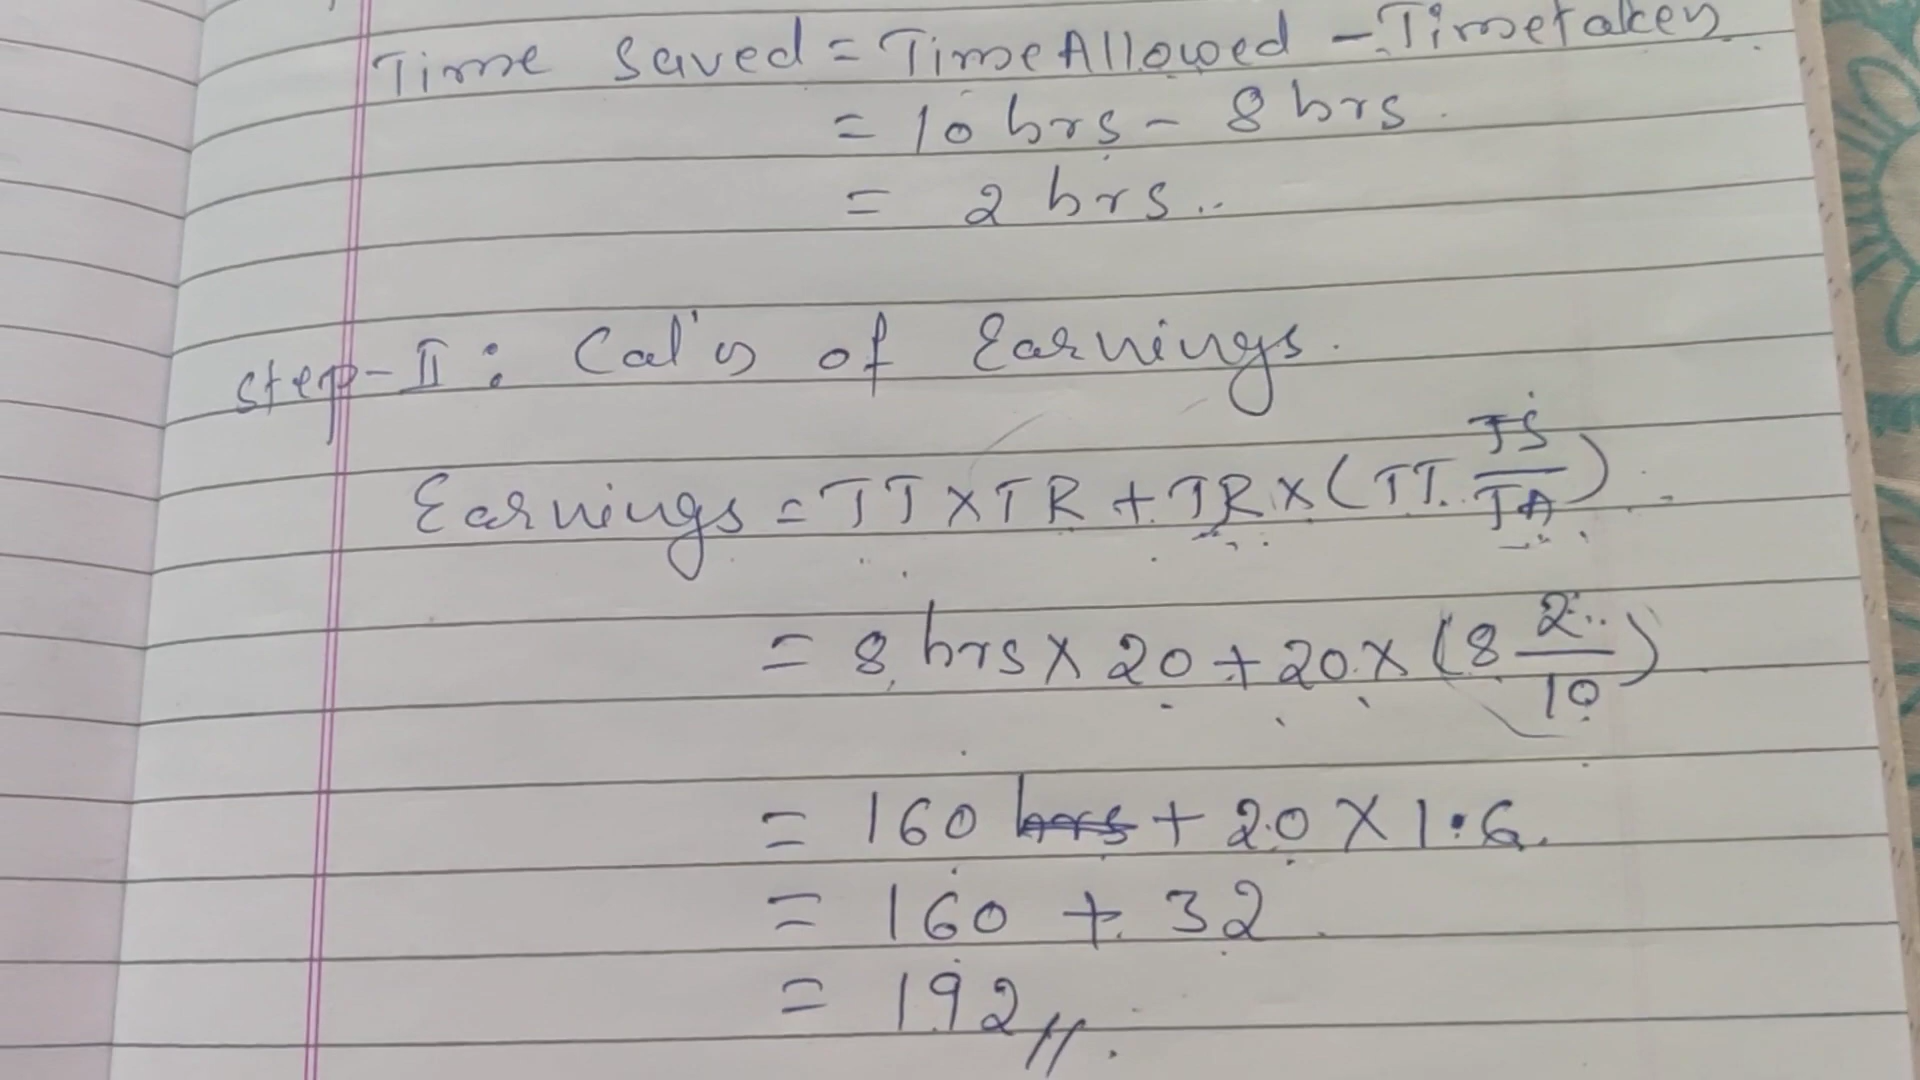 Time Saved = Time Allowed - Time taken
= 10 hrs - 8 hrs.
= 2 hrs..
Step-II: Cal'n of Earnings.
Earnings = TT X TR + TR X (TT. TS/TA).
= 8 hrs X 20 + 20 X (8 2/10)
= 160 hrs + 20 X 1.6.
= 160 + 32
= 192